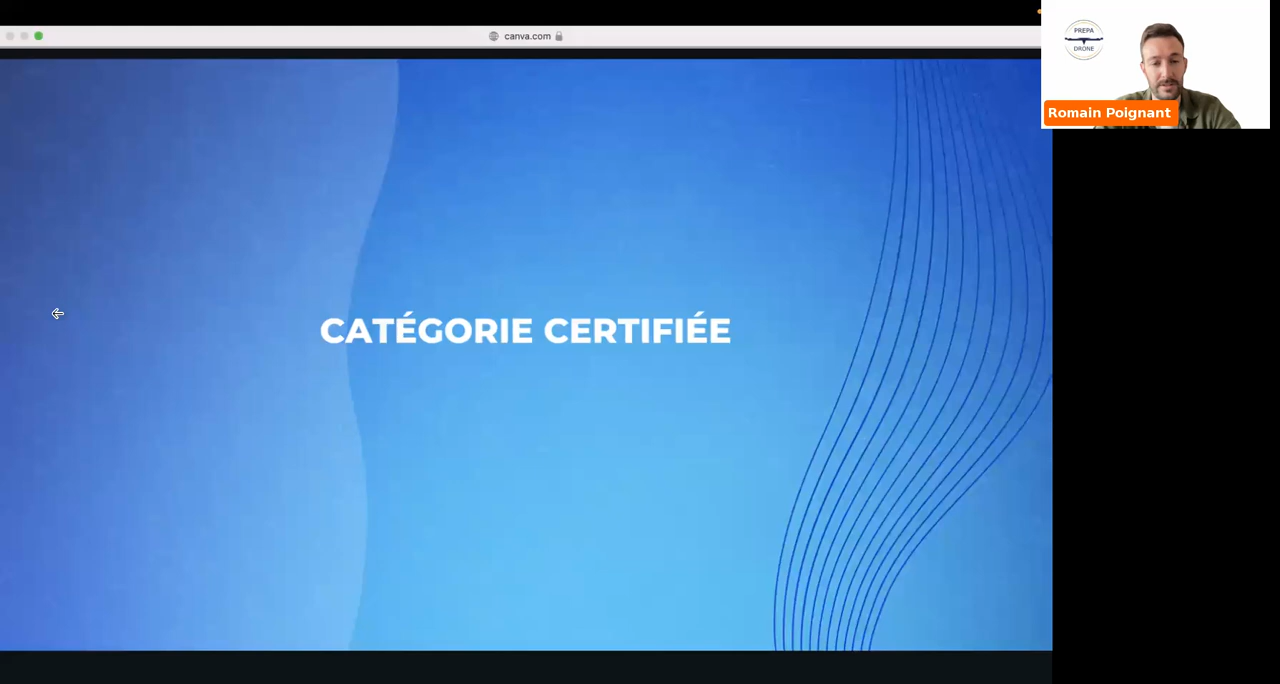 canva.com
PREPA
DRONE
Romain Poignant
CATÉGORIE CERTIFIÉE